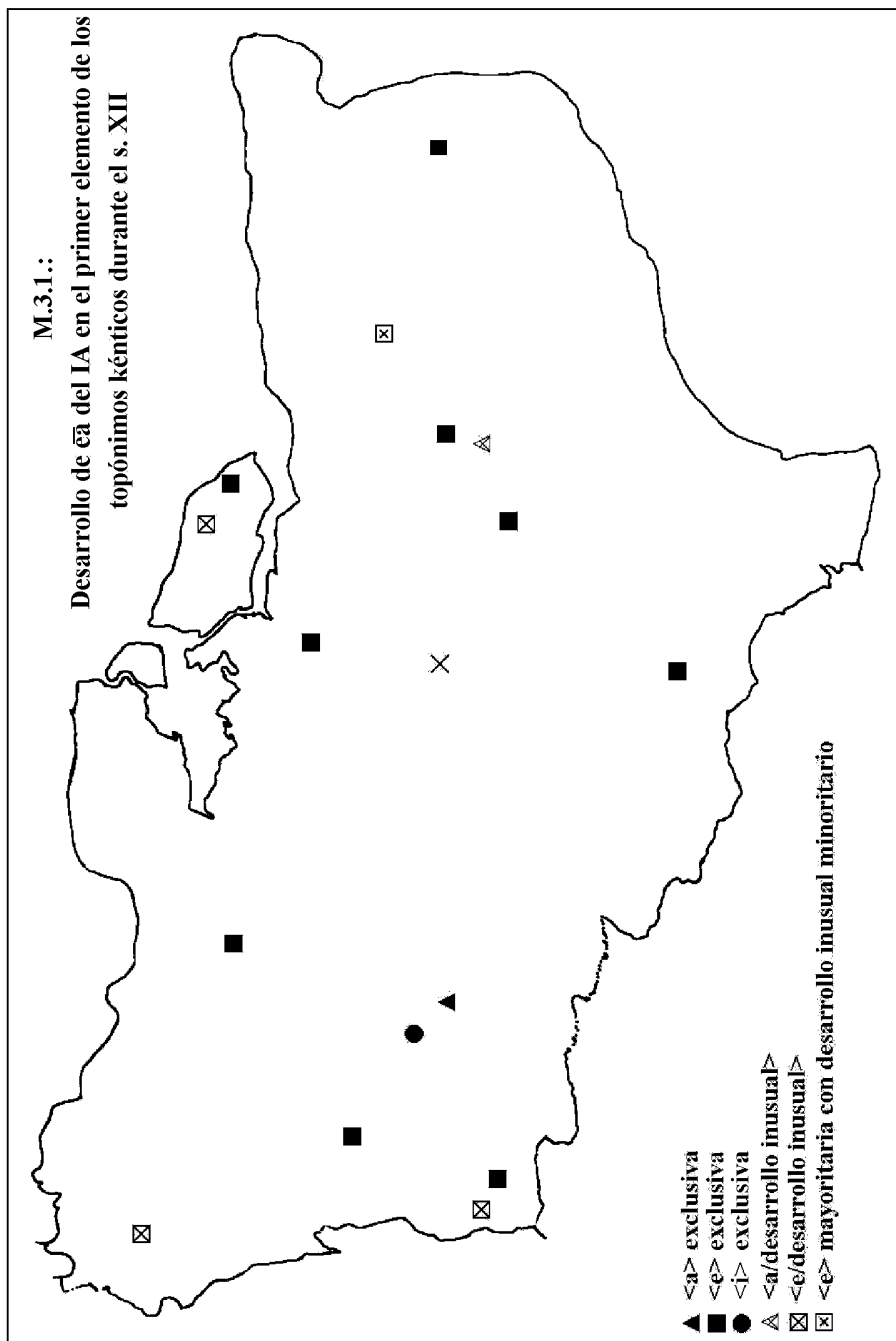 M.3.1.:
Desarrollo de e͞a del IA en el primer elemento de los
topónimos kénticos durante el s. XII
<a> exclusiva
<e> exclusiva
<i> exclusiva
<a/desarrollo inusual>
<e/desarrollo inusual>
<e> mayoritaria con desarrollo inusual minoritario